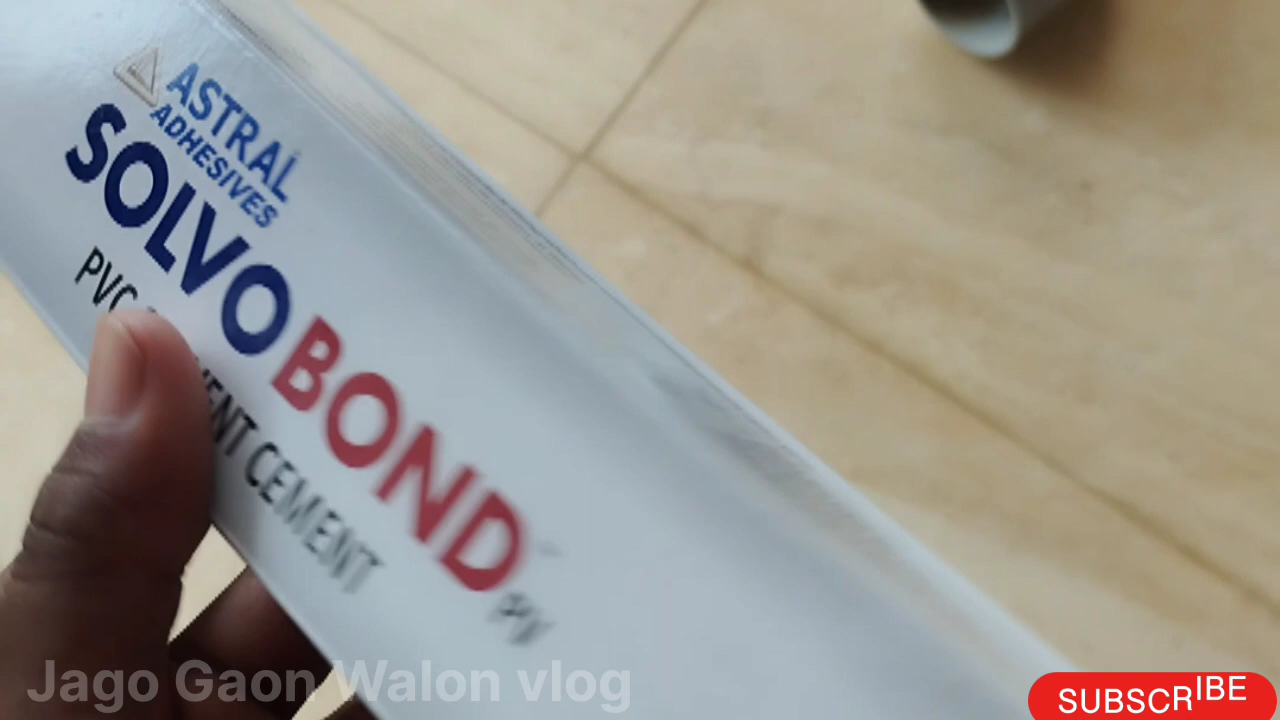 ASTRAL
ADHESIVES
SOLVOBOND
PVC CEMENT
Jago Gaon Walon vlog
SUBSCRIBE